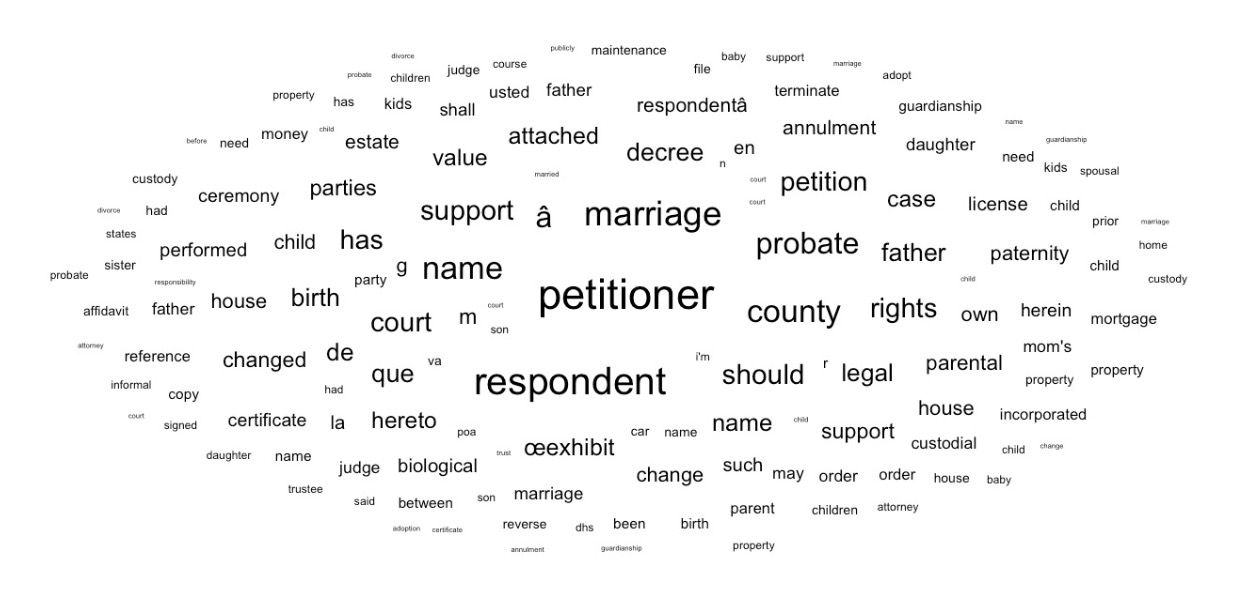 publicly
maintenance
divorce
baby
support
judge
course
file
marriage
probate
children
adopt
property
has
kids
shall
usted
father
respondentâ
terminate
guardianship
before
need
money
child
estate
attached
annulment
name
value
decree
n
en
daughter
need
guardianship
kids
spousal
custody
ceremony
parties
married
court
petition
case
license
child
divorce
had
support
â
marriage
court
prior
marriage
states
performed
child
has
probate
father
paternity
home
probate
sister
responsibility
party
g
name
child
child
custody
affidavit
father
house
birth
court
petitioner
county
rights
own
herein
mortgage
court
m
son
attorney
reference
changed
de
que
va
i'm
should
r
legal
parental
mom's
property
property
informal
copy
had
respondent
house
incorporated
court
signed
certificate
la
hereto
poa
car
name
name
child
support
custodial
child
change
daughter
name
judge
biological
trust
œexhibit
change
such
may
order
order
house
baby
trustee
said
between
son
marriage
parent
children
attorney
adoption
certificate
reverse
dhs
been
birth
annulment
guardianship
property